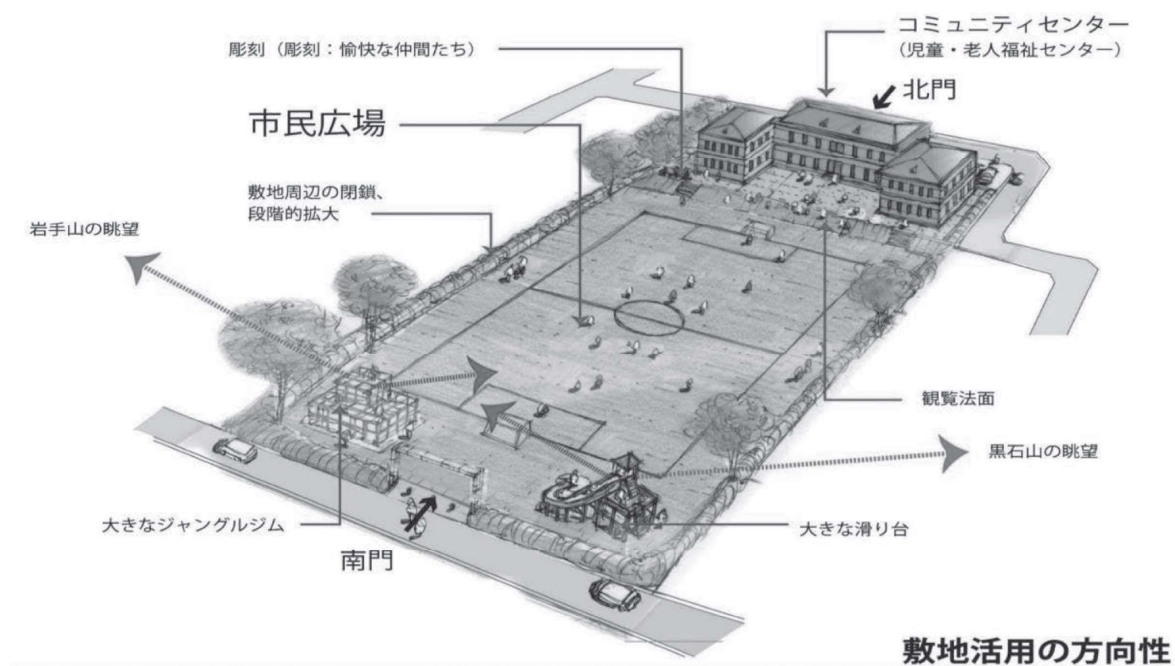 コミュニティセンター
(児童・老人福祉センター)
彫刻（彫刻：愉快な仲間たち）
北門
市民広場
敷地周辺の閉鎖、
段階的拡大
岩手山の眺望
観覧法面
黒石山の眺望
大きなジャングルジム
大きな滑り台
南門
敷地活用の方向性